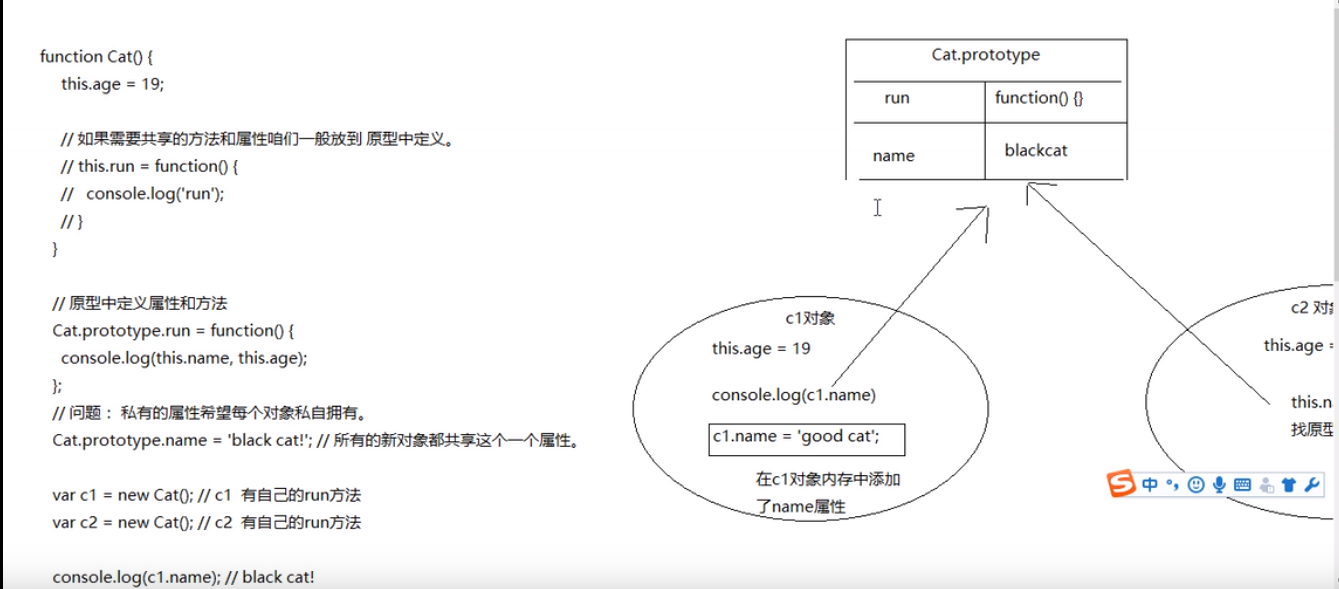 function Cat() {
this.age = 19;
// 如果需要共享的方法和属性咱们一般放到 原型中定义。
// this.run = function() {
// console.log('run');
// }
}
// 原型中定义属性和方法
Cat.prototype.run = function() {
console.log(this.name, this.age);
};
// 问题： 私有的属性希望每个对象私自拥有。
Cat.prototype.name = 'black cat!'; // 所有的新对象都共享这个一个属性。
var c1 = new Cat(); // c1 有自己的run方法
var c2 = new Cat(); // c2 有自己的run方法
console.log(c1.name); // black cat!
Cat.prototype
run function() {}
name blackcat
c1对象
this.age = 19
console.log(c1.name)
c1.name = 'good cat';
在c1对象内存中添加
了name属性
c2 对
this.age =
this.n
找原型
中